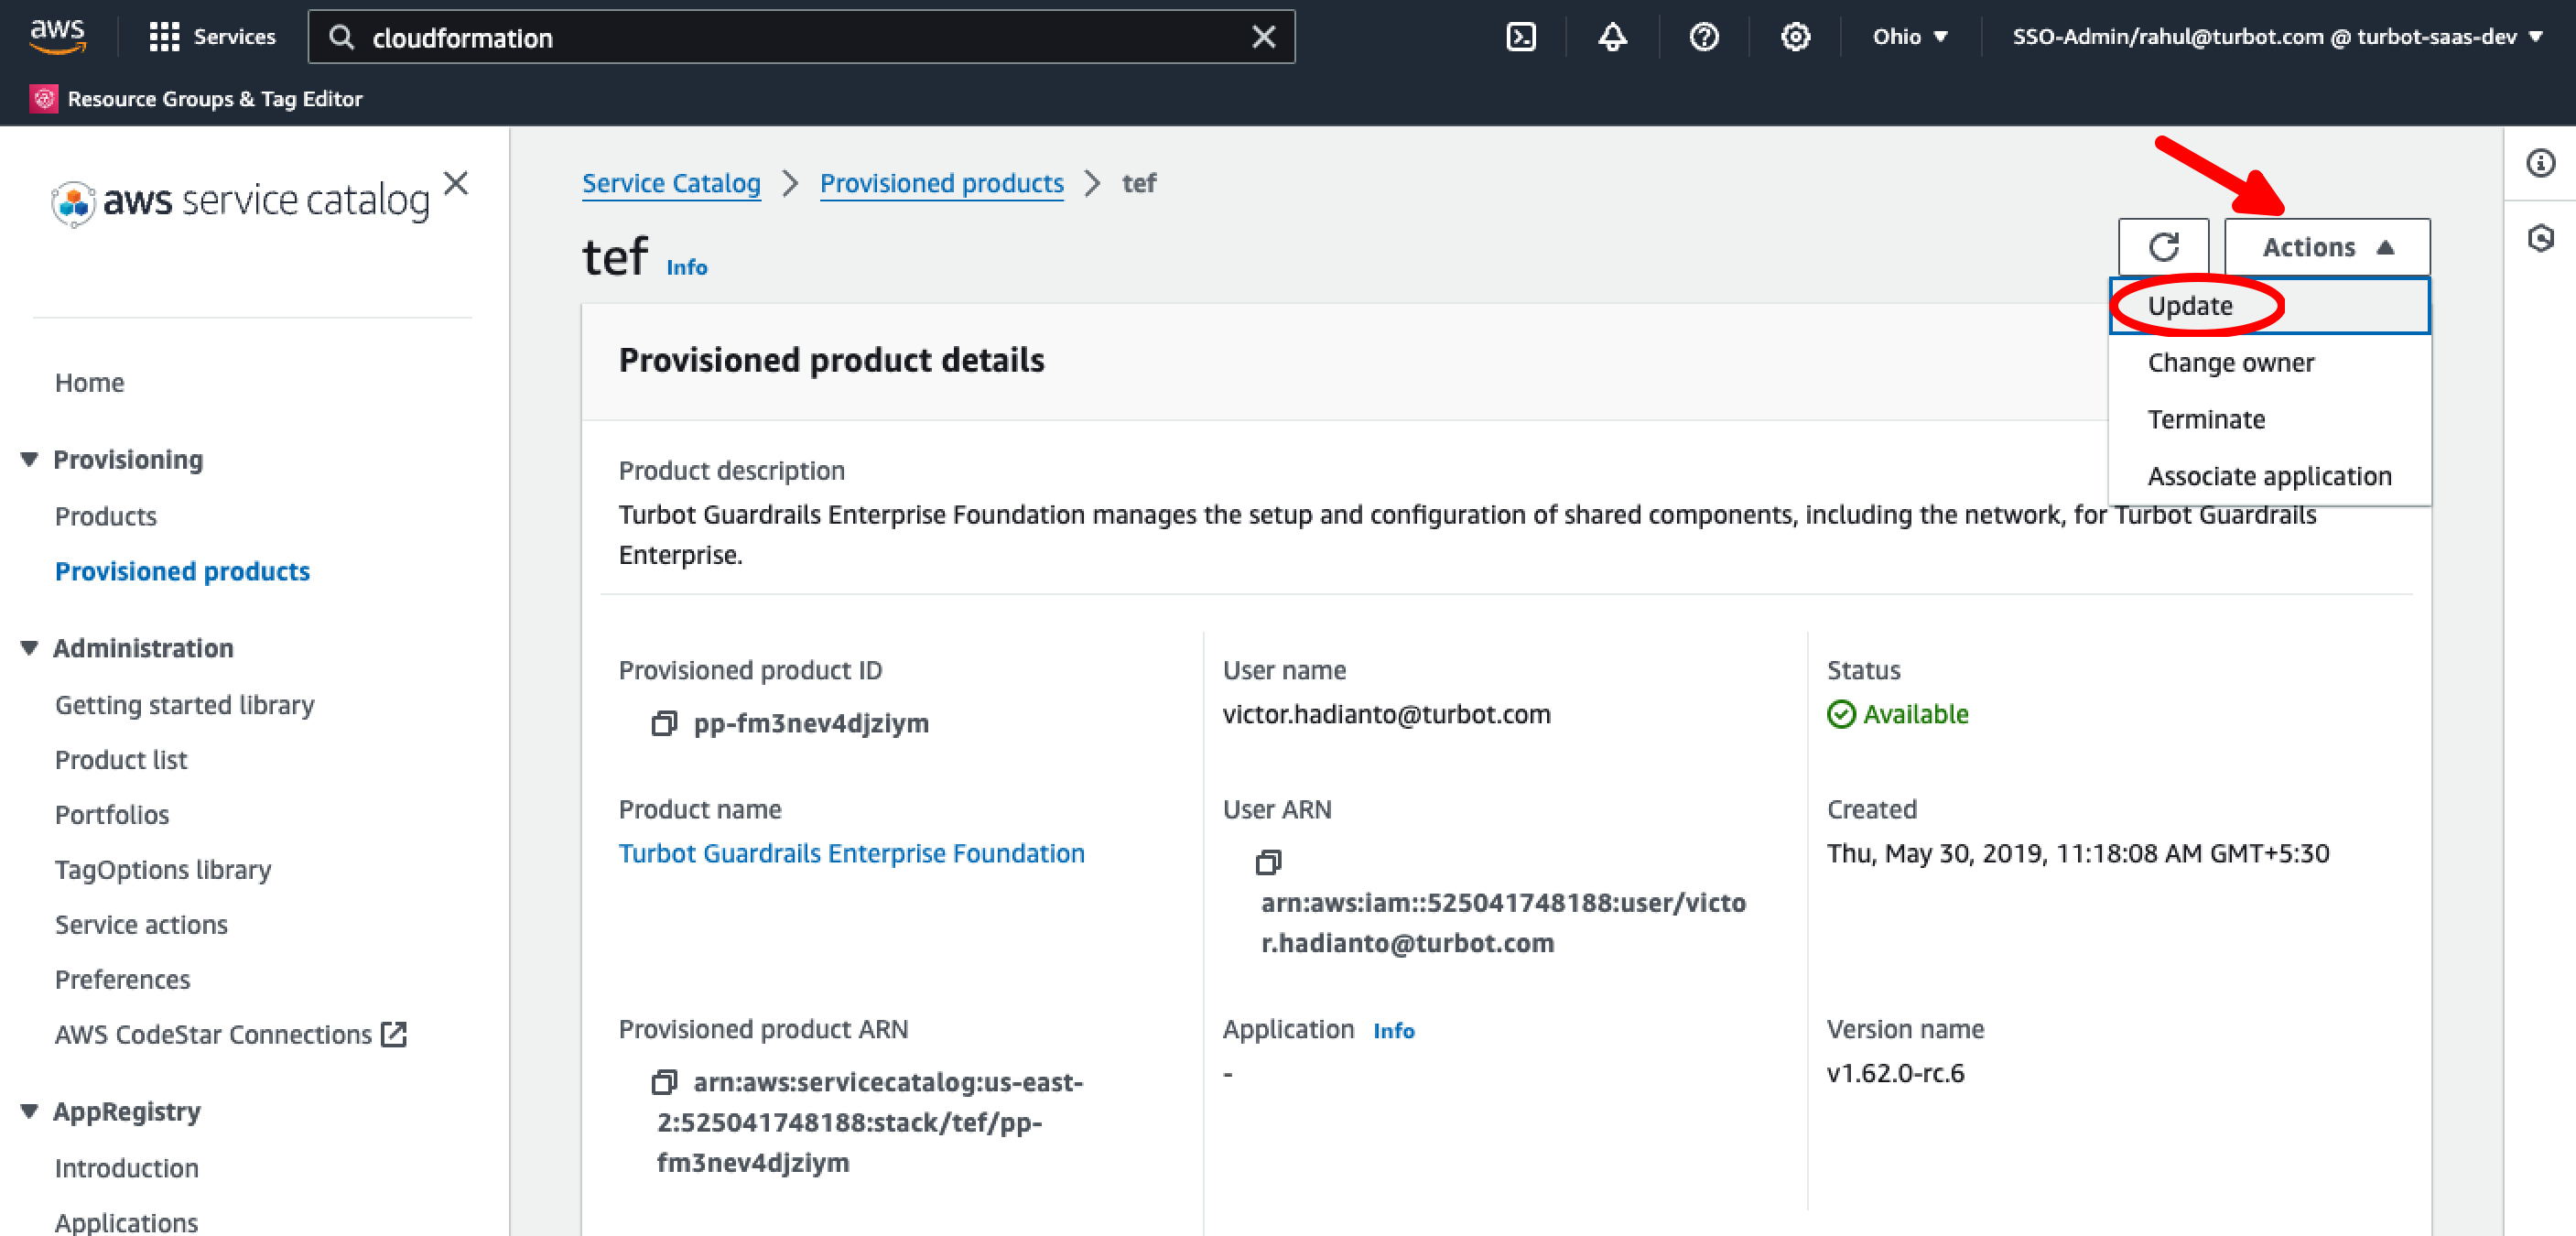 aws Services cloudformation Ohio SSO-Admin/rahul@turbot.com @ turbot-saas-dev
Resource Groups & Tag Editor
aws service catalog
Home
Provisioning
Products
Provisioned products
Administration
Getting started library
Product list
Portfolios
TagOptions library
Service actions
Preferences
AWS CodeStar Connections
AppRegistry
Introduction
Applications
Service Catalog > Provisioned products > tef
tef Info
Actions
Update
Change owner
Terminate
Associate application
Provisioned product details
Product description
Turbot Guardrails Enterprise Foundation manages the setup and configuration of shared components, including the network, for Turbot Guardrails
Enterprise.
Provisioned product ID
pp-fm3nev4djziym
Product name
Turbot Guardrails Enterprise Foundation
Provisioned product ARN
arn:aws:servicecatalog:us-east-
2:525041748188:stack/tef/pp-
fm3nev4djziym
User name
victor.hadianto@turbot.com
User ARN
arn:aws:iam::525041748188:user/victo
r.hadianto@turbot.com
Application Info
-
Status
Available
Created
Thu, May 30, 2019, 11:18:08 AM GMT+5:30
Version name
v1.62.0-rc.6